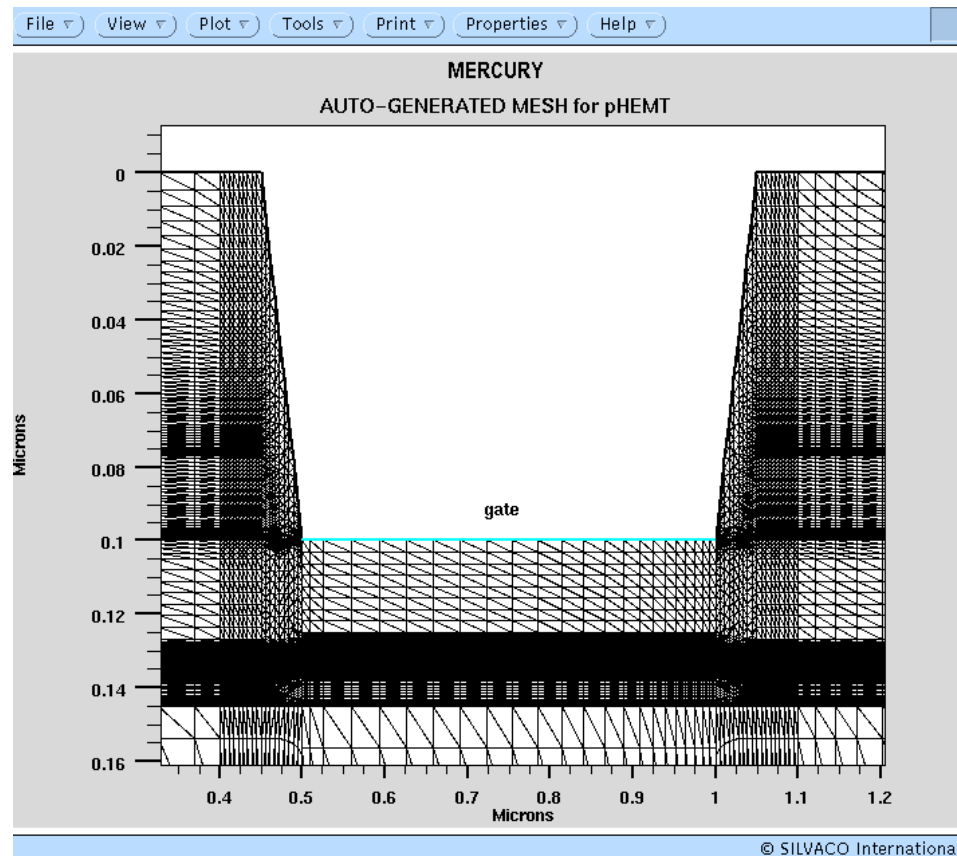 File View Plot Tools Print Properties Help
MERCURY
AUTO-GENERATED MESH for pHEMT
0
0.02
0.04
0.06
0.08
0.1
0.12
0.14
0.16
Microns
gate
0.4 0.5 0.6 0.7 0.8 0.9 1 1.1 1.2
Microns
© SILVACO Internationa